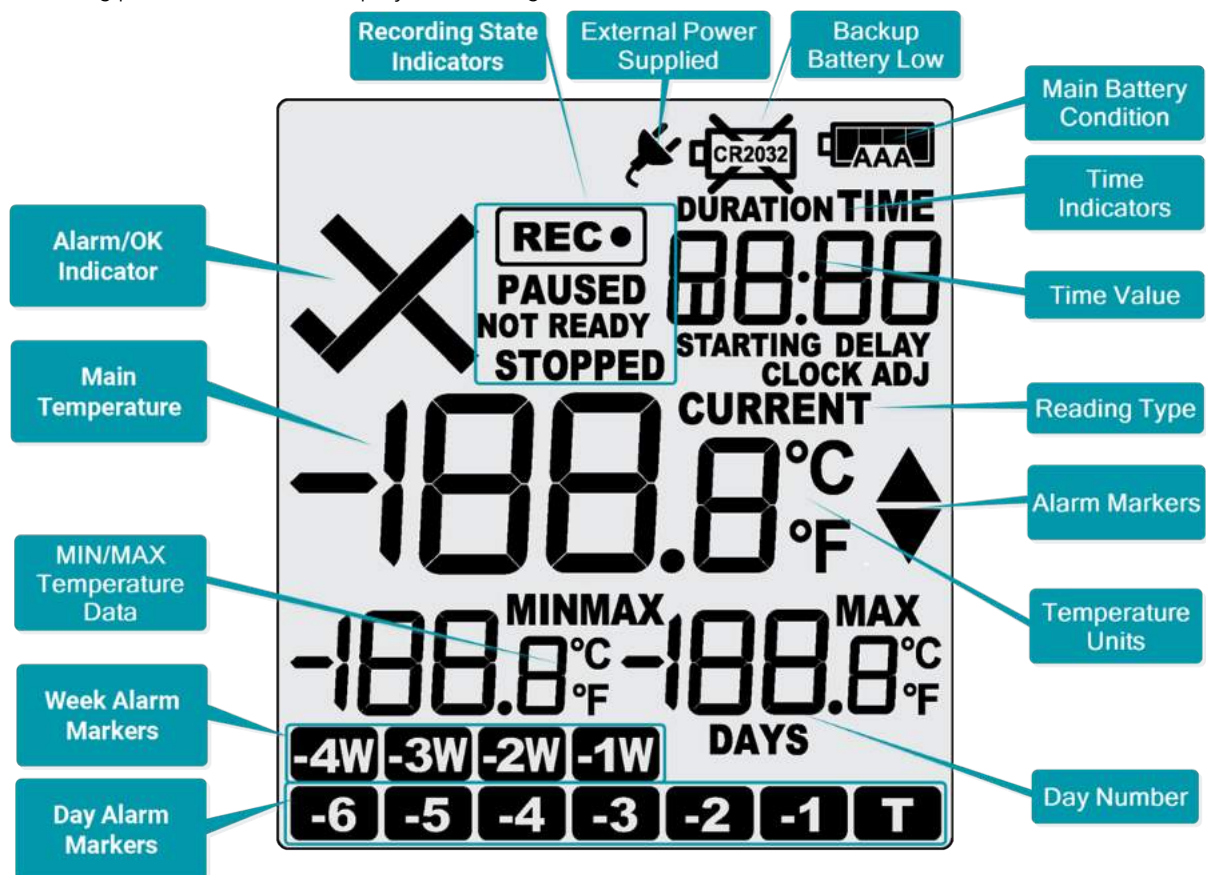 Recording State
Indicators
External Power
Supplied
Backup
Battery Low
Main Battery
Condition
Time
Indicators
Time Value
Reading Type
Alarm Markers
Temperature
Units
Day Number
Alarm/OK
Indicator
Main
Temperature
MIN/MAX
Temperature
Data
Week Alarm
Markers
Day Alarm
Markers
CR2032
AAA
DURATION TIME
REC
PAUSED
NOT READY
STOPPED
18:88
STARTING DELAY
CLOCK ADJ
CURRENT
-188.8 °C
°F
MINMAX
MAX
-188.8 °C
°F
-188.8 °C
°F
DAYS
-4W -3W -2W -1W
-6 -5 -4 -3 -2 -1 T